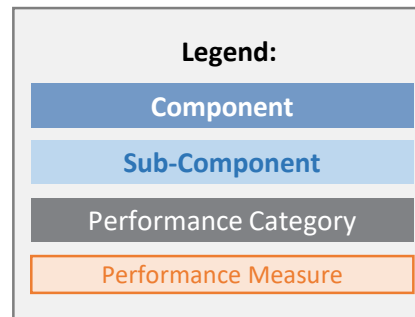 Legend:
Component
Sub-Component
Performance Category
Performance Measure